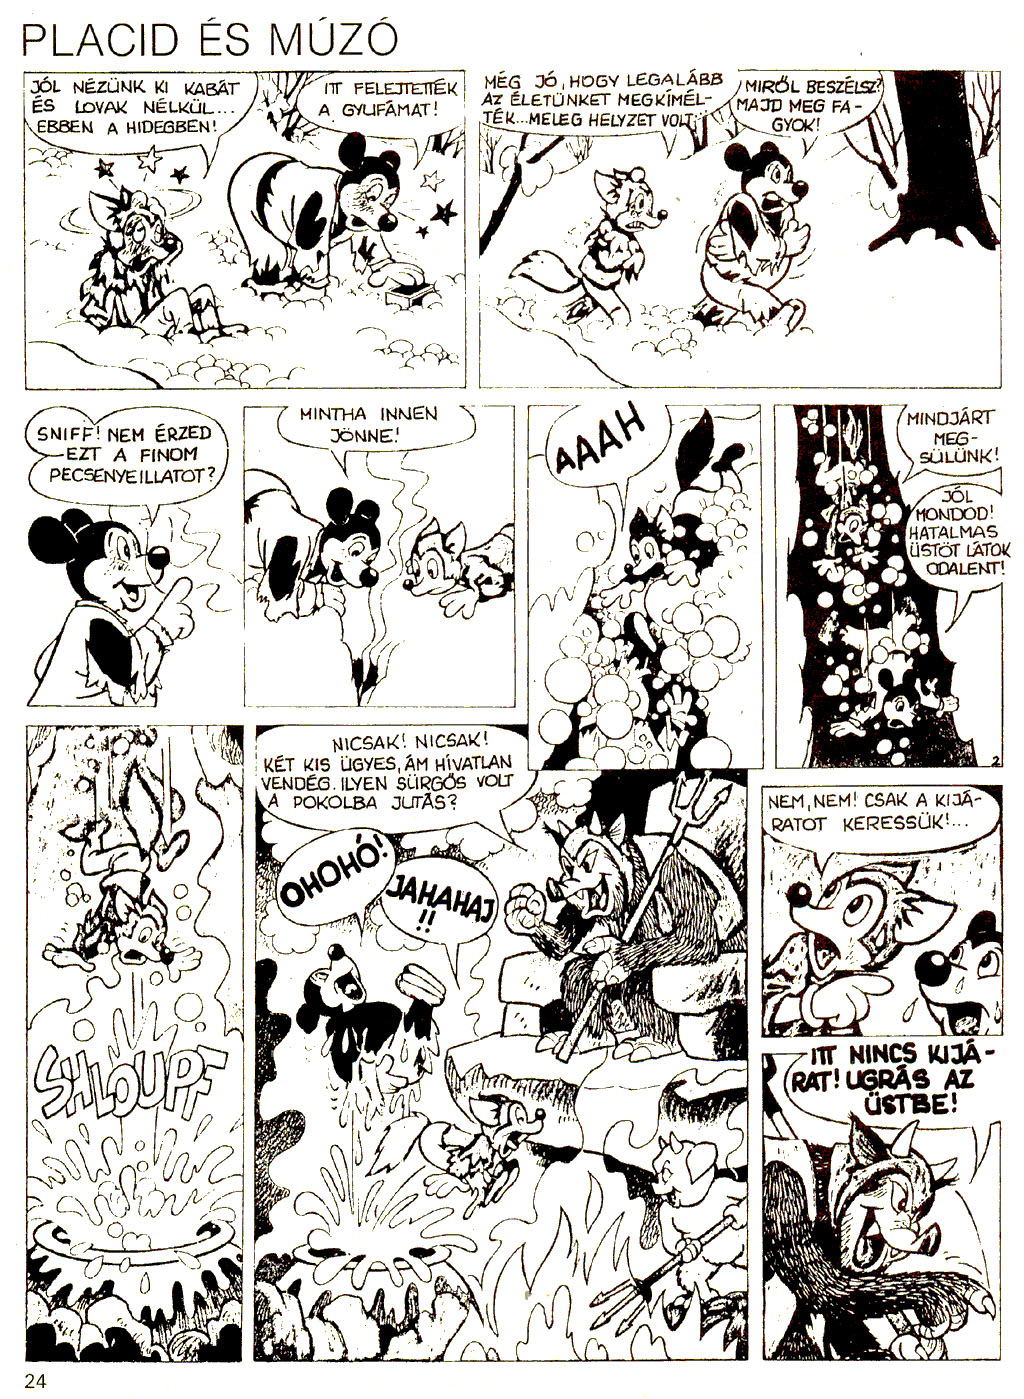 PLACID ÉS MÚZÓ
JÓL NÉZÜNK KI KABÁT
ÉS LOVAK NÉLKÜL...
EBBEN A HIDEGBEN!
ITT FELEJTETTÉK
A GYUFÁMAT!
MÉG JÓ, HOGY LEGALÁBB
AZ ÉLETÜNKET MEGKÍMÉL-
TÉK...MELEG HELYZET VOLT...
MIRŐL BESZÉLSZ?
MAJD MEG FA-
GYOK!
SNIFF! NEM ÉRZED
EZT A FINOM
PECSENYEILLATOT?
MINTHA INNEN
JÖNNE!
AAAH
MINDJÁRT
MEG-
SÜLÜNK!
JÓL
MONDOD!
HATALMAS
ÜSTÖT LÁTOK
ODALENT!
2
SHLOUPF
NICSAK! NICSAK!
KÉT KIS ÜGYES, ÁM HÍVATLAN
VENDÉG. ILYEN SÜRGŐS VOLT
A POKOLBA JUTÁS?
OHOHÓ!
JAHAHAJ
!!
NEM, NEM! CSAK A KIJÁ-
RATOT KERESSÜK!...
ITT NINCS KIJÁ-
RAT! UGRÁS AZ
ÜSTBE!
24